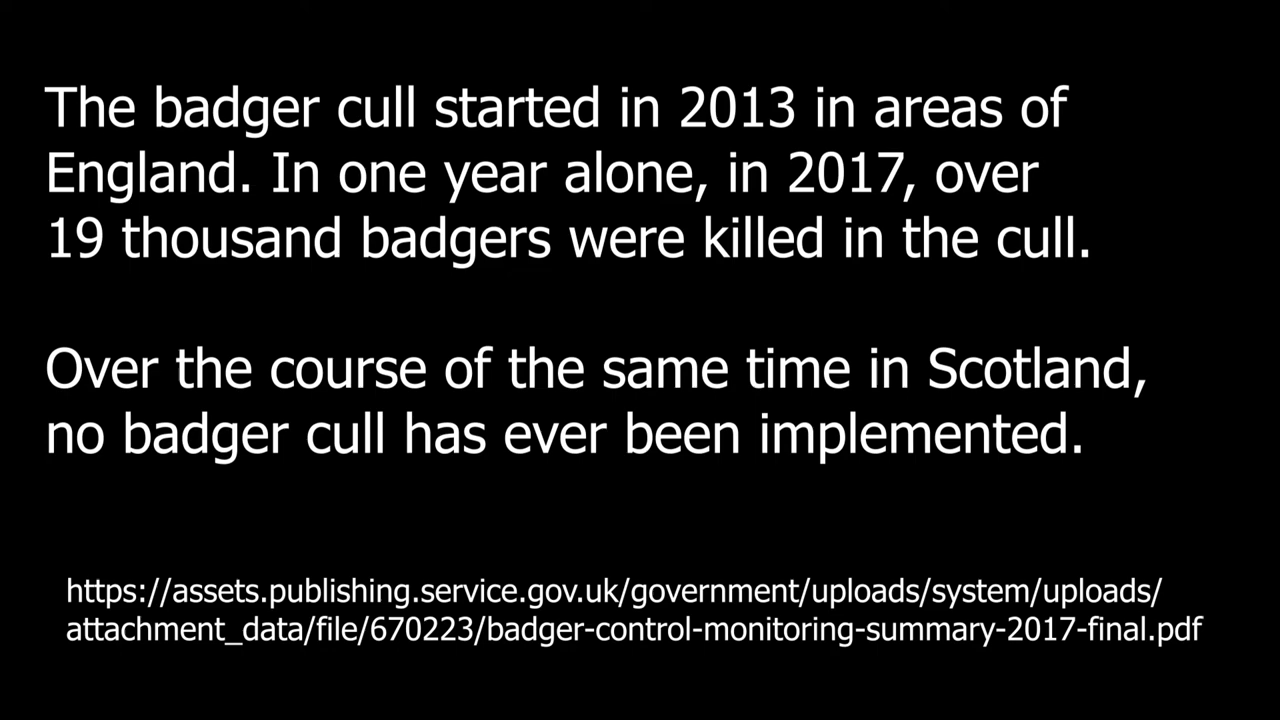 The badger cull started in 2013 in areas of
England. In one year alone, in 2017, over
19 thousand badgers were killed in the cull.
Over the course of the same time in Scotland,
no badger cull has ever been implemented.
https://assets.publishing.service.gov.uk/government/uploads/system/uploads/
attachment_data/file/670223/badger-control-monitoring-summary-2017-final.pdf